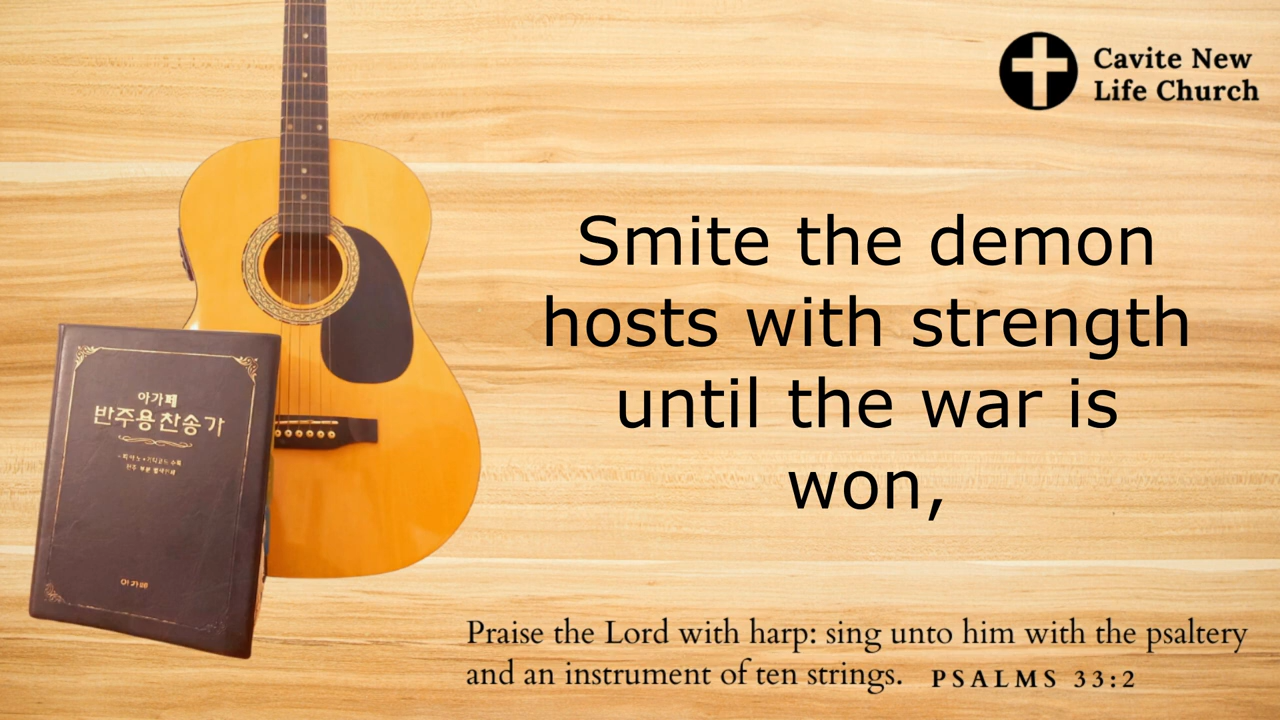 Cavite New
Life Church
Smite the demon
hosts with strength
until the war is
won,
아가페
반주용찬송가
아가페
Praise the Lord with harp: sing unto him with the psaltery
and an instrument of ten strings. PSALMS 33:2